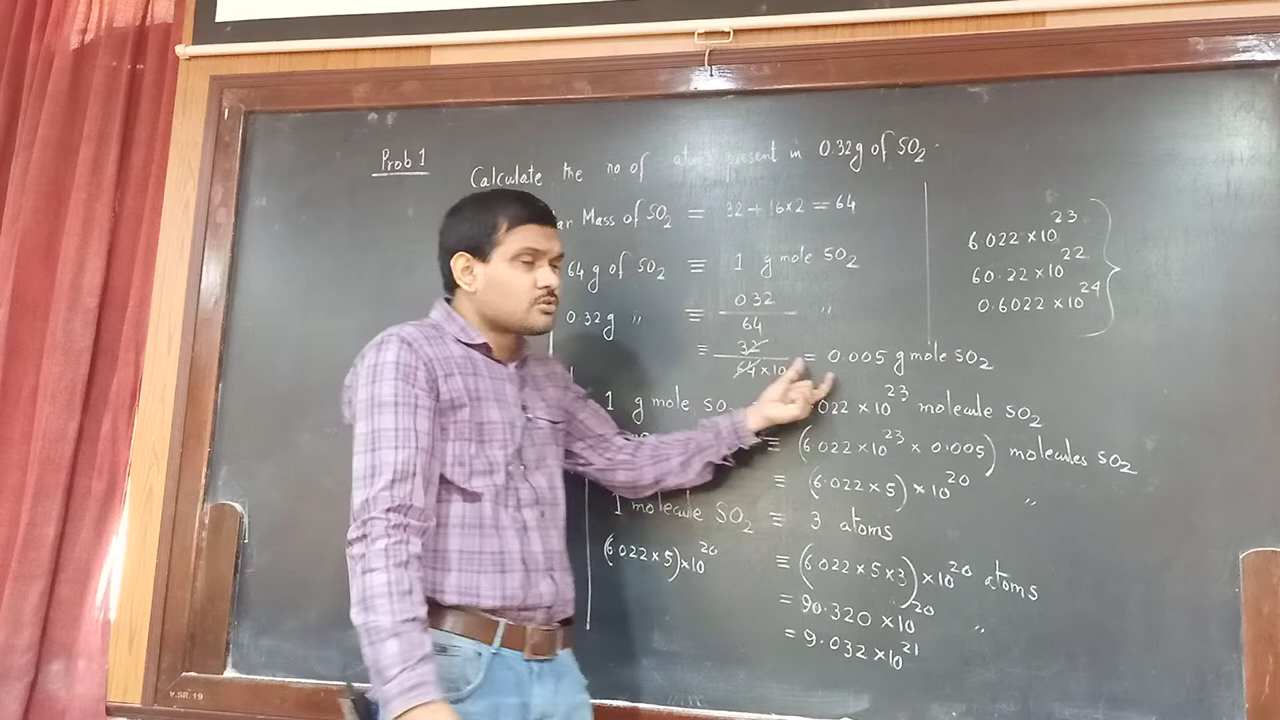 Prob 1
Calculate the no of atoms present in 0.32g of SO₂.
ar Mass of SO₂ = 32 + 16×2 = 64
64 g of SO₂ ≡ 1 g mole SO₂
0.32g " ≡ 0.32/64 "
≡ 32/64×10 = 0.005 g mole SO₂
1 g mole SO₂ .022 × 10²³ molecule SO₂
≡ (6.022×10²³ × 0.005) molecules SO₂
≡ (6.022×5) × 10²⁰ "
1 molecule SO₂ ≡ 3 atoms
(6.022×5)×10²⁰ ≡ (6.022×5×3)×10²⁰ atoms
= 90.320 × 10²⁰ "
= 9.032 × 10²¹
6.022 × 10²³
60.22 × 10²²
0.6022 × 10²⁴
V.SR.19